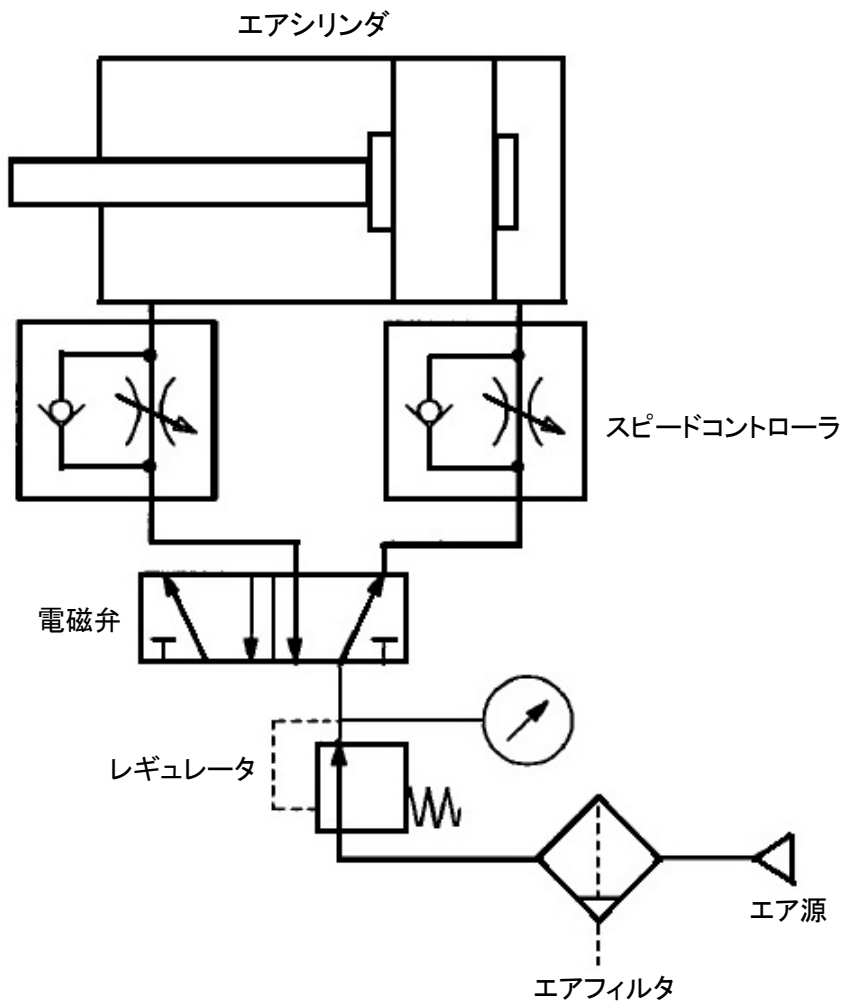 エアシリンダ
スピードコントローラ
電磁弁
レギュレータ
エア源
エアフィルタ